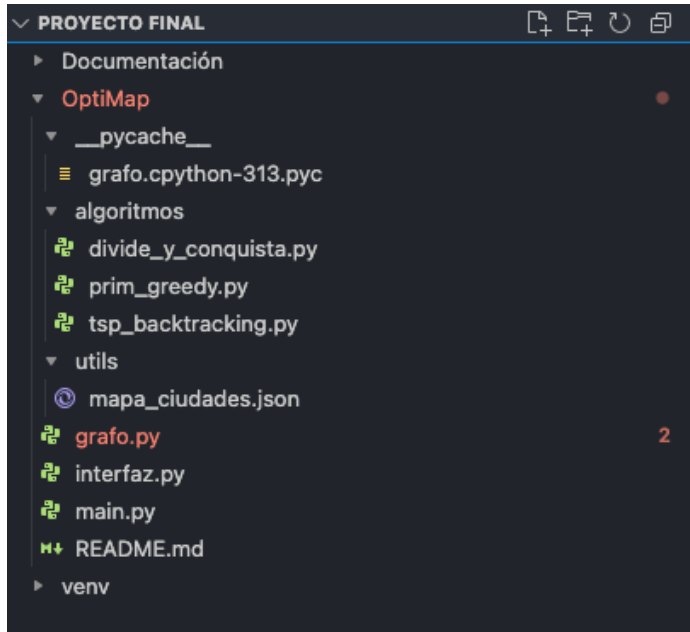 PROYECTO FINAL
Documentación
OptiMap
__pycache__
grafo.cpython-313.pyc
algoritmos
divide_y_conquista.py
prim_greedy.py
tsp_backtracking.py
utils
mapa_ciudades.json
grafo.py 2
interfaz.py
main.py
README.md
venv